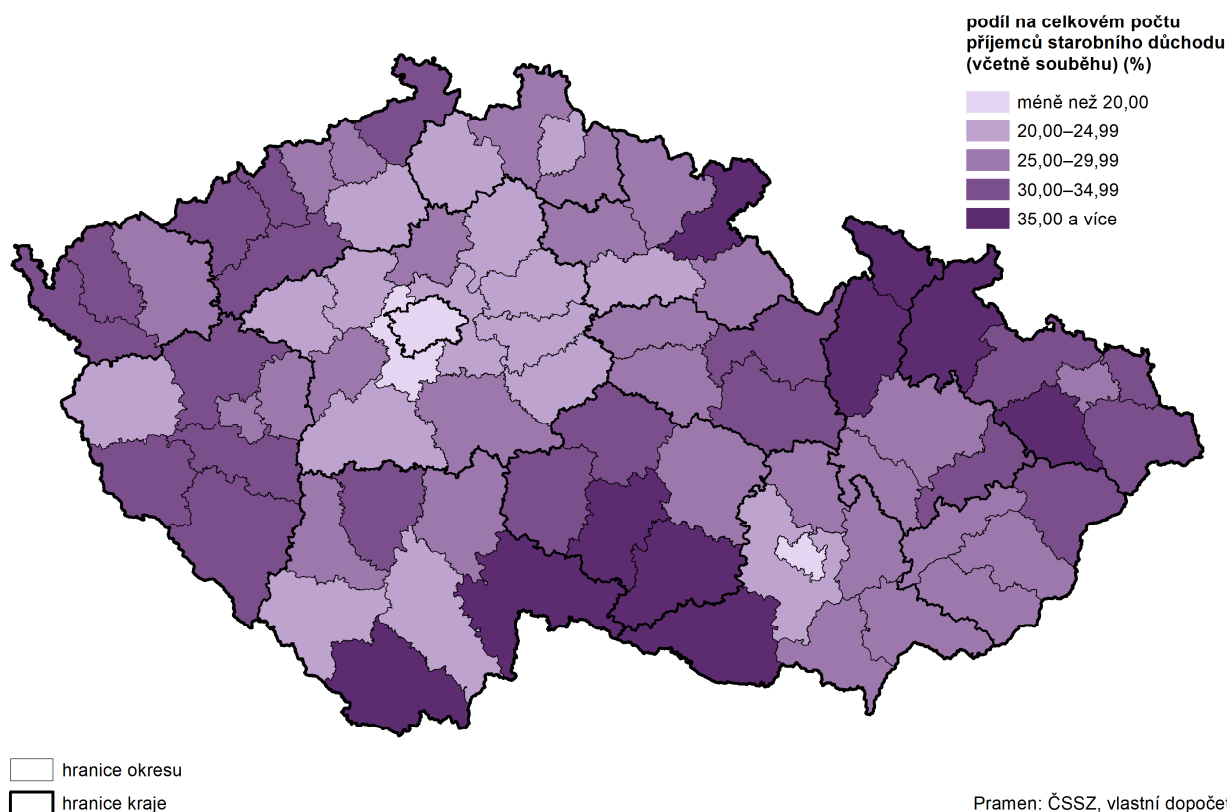 podíl na celkovém počtu
příjemců starobního důchodu
(včetně souběhu) (%)
méně než 20,00
20,00–24,99
25,00–29,99
30,00–34,99
35,00 a více
hranice okresu
hranice kraje
Pramen: ČSSZ, vlastní dopočet